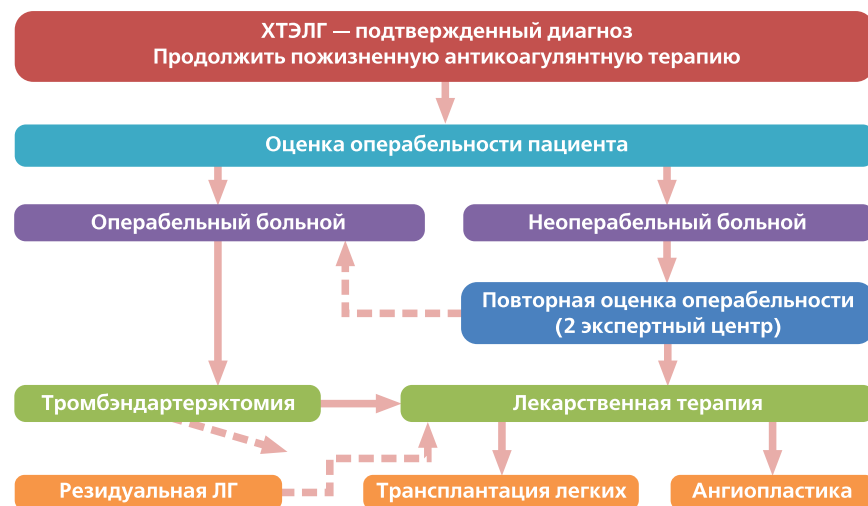 ХТЭЛГ — подтвержденный диагноз
Продолжить пожизненную антикоагулянтную терапию
Оценка операбельности пациента
Операбельный больной
Неоперабельный больной
Повторная оценка операбельности
(2 экспертный центр)
Тромбэндартерэктомия
Лекарственная терапия
Резидуальная ЛГ
Трансплантация легких
Ангиопластика